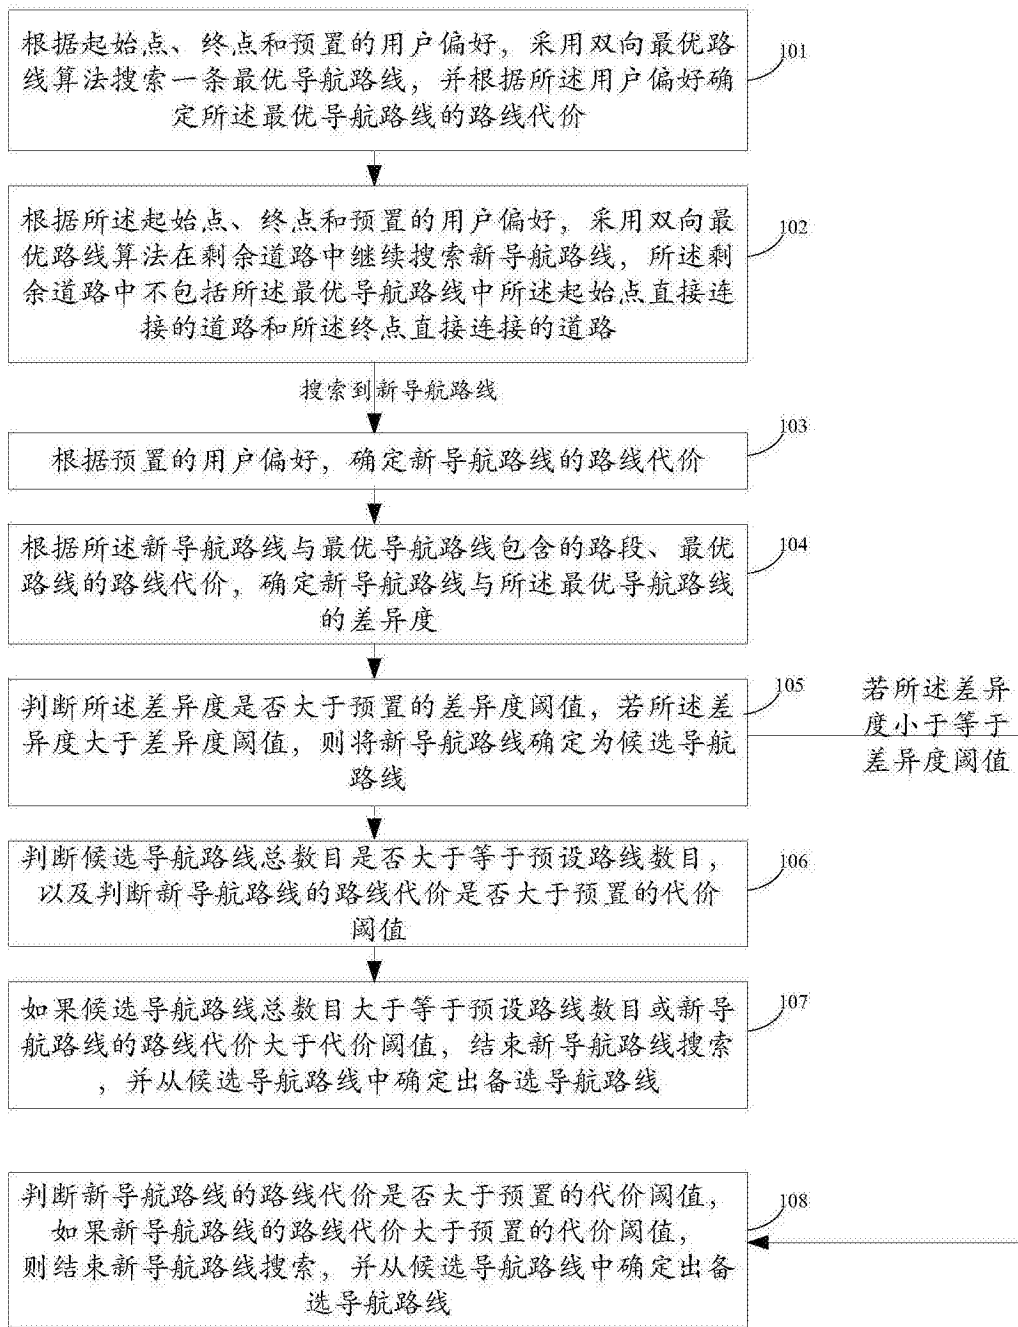 根据起始点、终点和预置的用户偏好，采用双向最优路
线算法搜索一条最优导航路线，并根据所述用户偏好确
定所述最优导航路线的路线代价
101
根据所述起始点、终点和预置的用户偏好，采用双向最
优路线算法在剩余道路中继续搜索新导航路线，所述剩
余道路中不包括所述最优导航路线中所述起始点直接连
接的道路和所述终点直接连接的道路
102
搜索到新导航路线
根据预置的用户偏好，确定新导航路线的路线代价
103
根据所述新导航路线与最优导航路线包含的路段、最优
路线的路线代价，确定新导航路线与所述最优导航路线
的差异度
104
判断所述差异度是否大于预置的差异度阈值，若所述差
异度大于差异度阈值，则将新导航路线确定为候选导航
路线
105
若所述差异
度小于等于
差异度阈值
判断候选导航路线总数目是否大于等于预设路线数目，
以及判断新导航路线的路线代价是否大于预置的代价
阈值
106
如果候选导航路线总数目大于等于预设路线数目或新导
航路线的路线代价大于代价阈值，结束新导航路线搜索
，并从候选导航路线中确定出备选导航路线
107
判断新导航路线的路线代价是否大于预置的代价阈值，
如果新导航路线的路线代价大于预置的代价阈值，
则结束新导航路线搜索，并从候选导航路线中确定出备
选导航路线
108